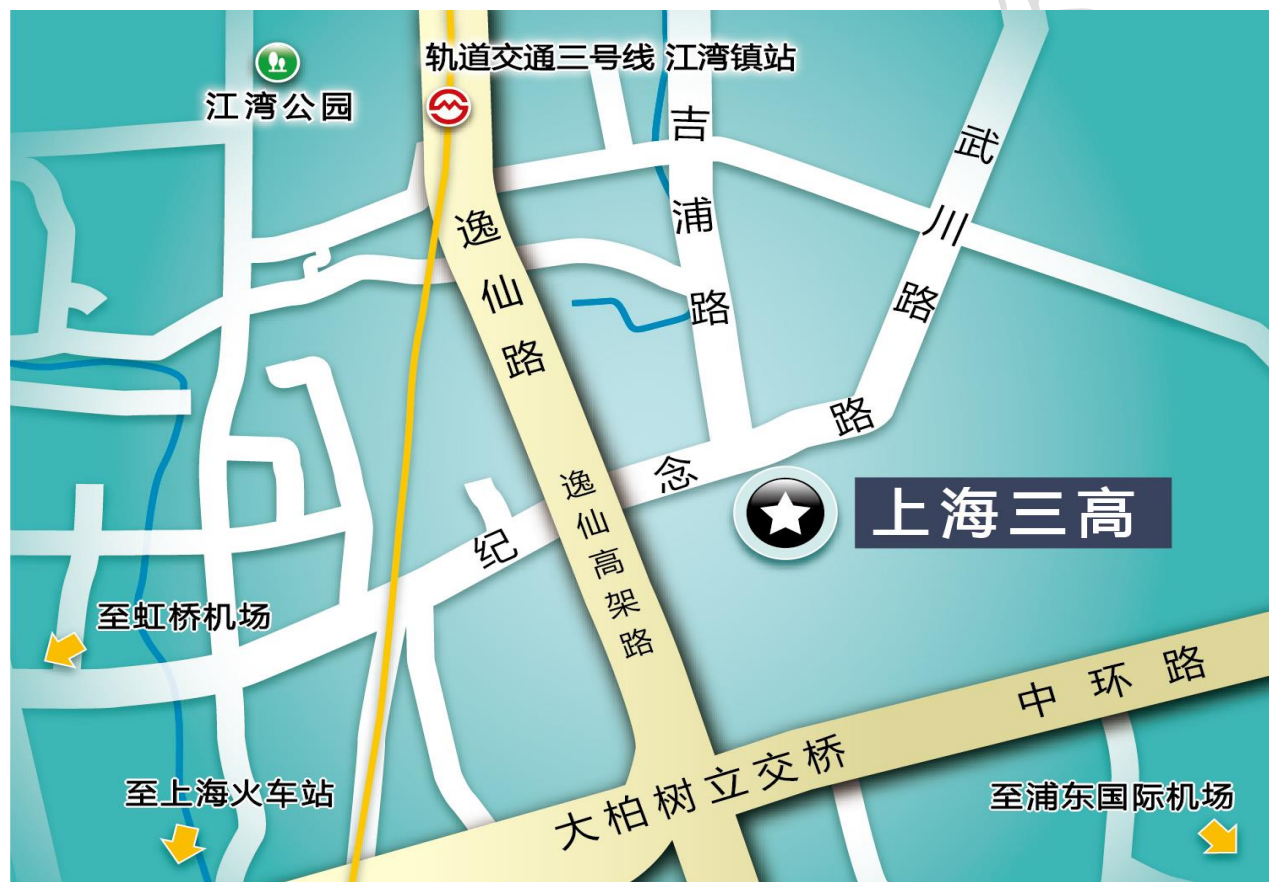 轨道交通三号线 江湾镇站
江湾公园
吉浦路
武川路
逸仙路
纪念路
逸仙高架路
上海三高
至虹桥机场
中环路
大柏树立交桥
至上海火车站
至浦东国际机场